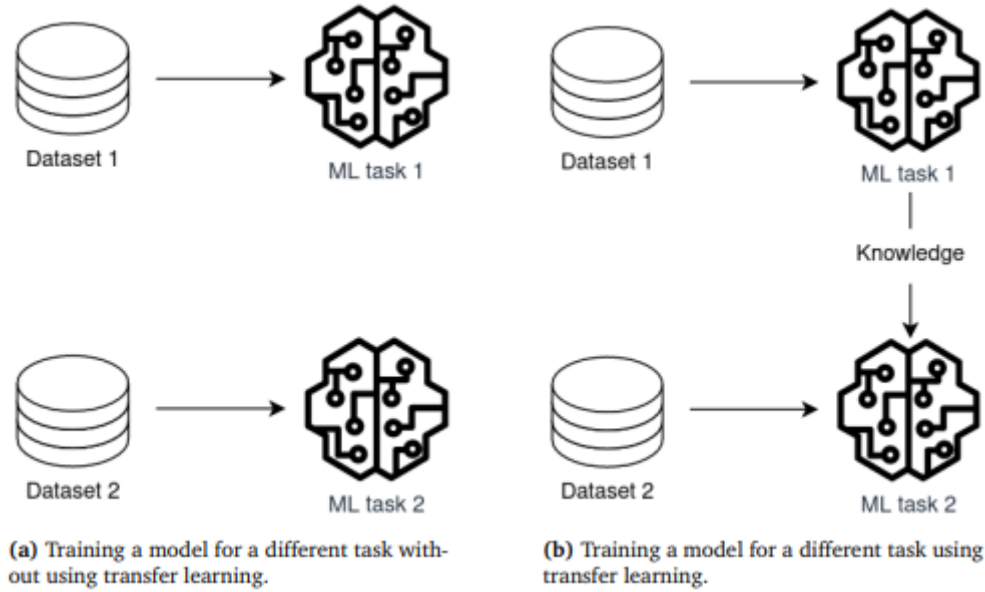 Dataset 1
ML task 1
Dataset 2
ML task 2
(a) Training a model for a different task with-
out using transfer learning.
Dataset 1
ML task 1
Knowledge
Dataset 2
ML task 2
(b) Training a model for a different task using
transfer learning.